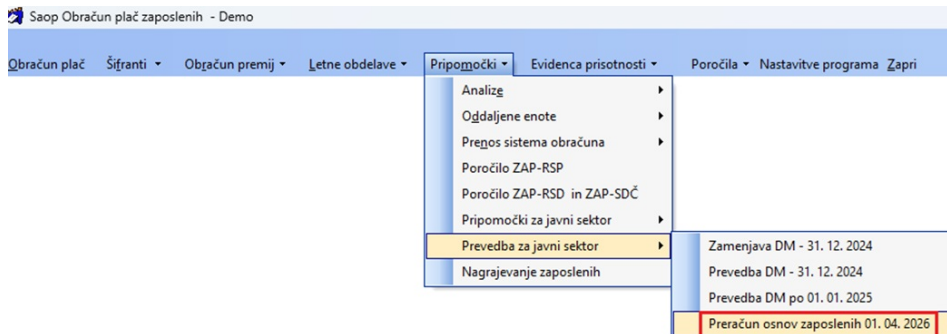 Saop Obračun plač zaposlenih - Demo
Obračun plač Šifranti Obračun premij Letne obdelave Pripomočki Evidenca prisotnosti Poročila Nastavitve programa Zapri
Analize
Oddaljene enote
Prenos sistema obračuna
Poročilo ZAP-RSP
Poročilo ZAP-RSD in ZAP-SDČ
Pripomočki za javni sektor
Prevedba za javni sektor
Nagrajevanje zaposlenih
Zamenjava DM - 31. 12. 2024
Prevedba DM - 31. 12. 2024
Prevedba DM po 01. 01. 2025
Preračun osnov zaposlenih 01. 04. 2026